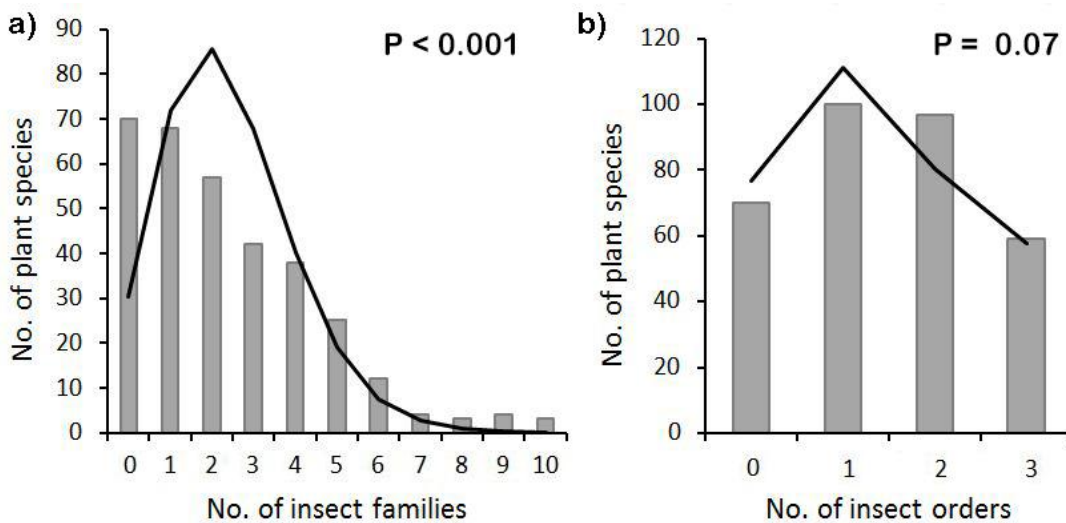 a)
P < 0.001
No. of plant species
90
80
70
60
50
40
30
20
10
0
0 1 2 3 4 5 6 7 8 9 10
No. of insect families
b)
P = 0.07
No. of plant species
120
100
80
60
40
20
0
0 1 2 3
No. of insect orders